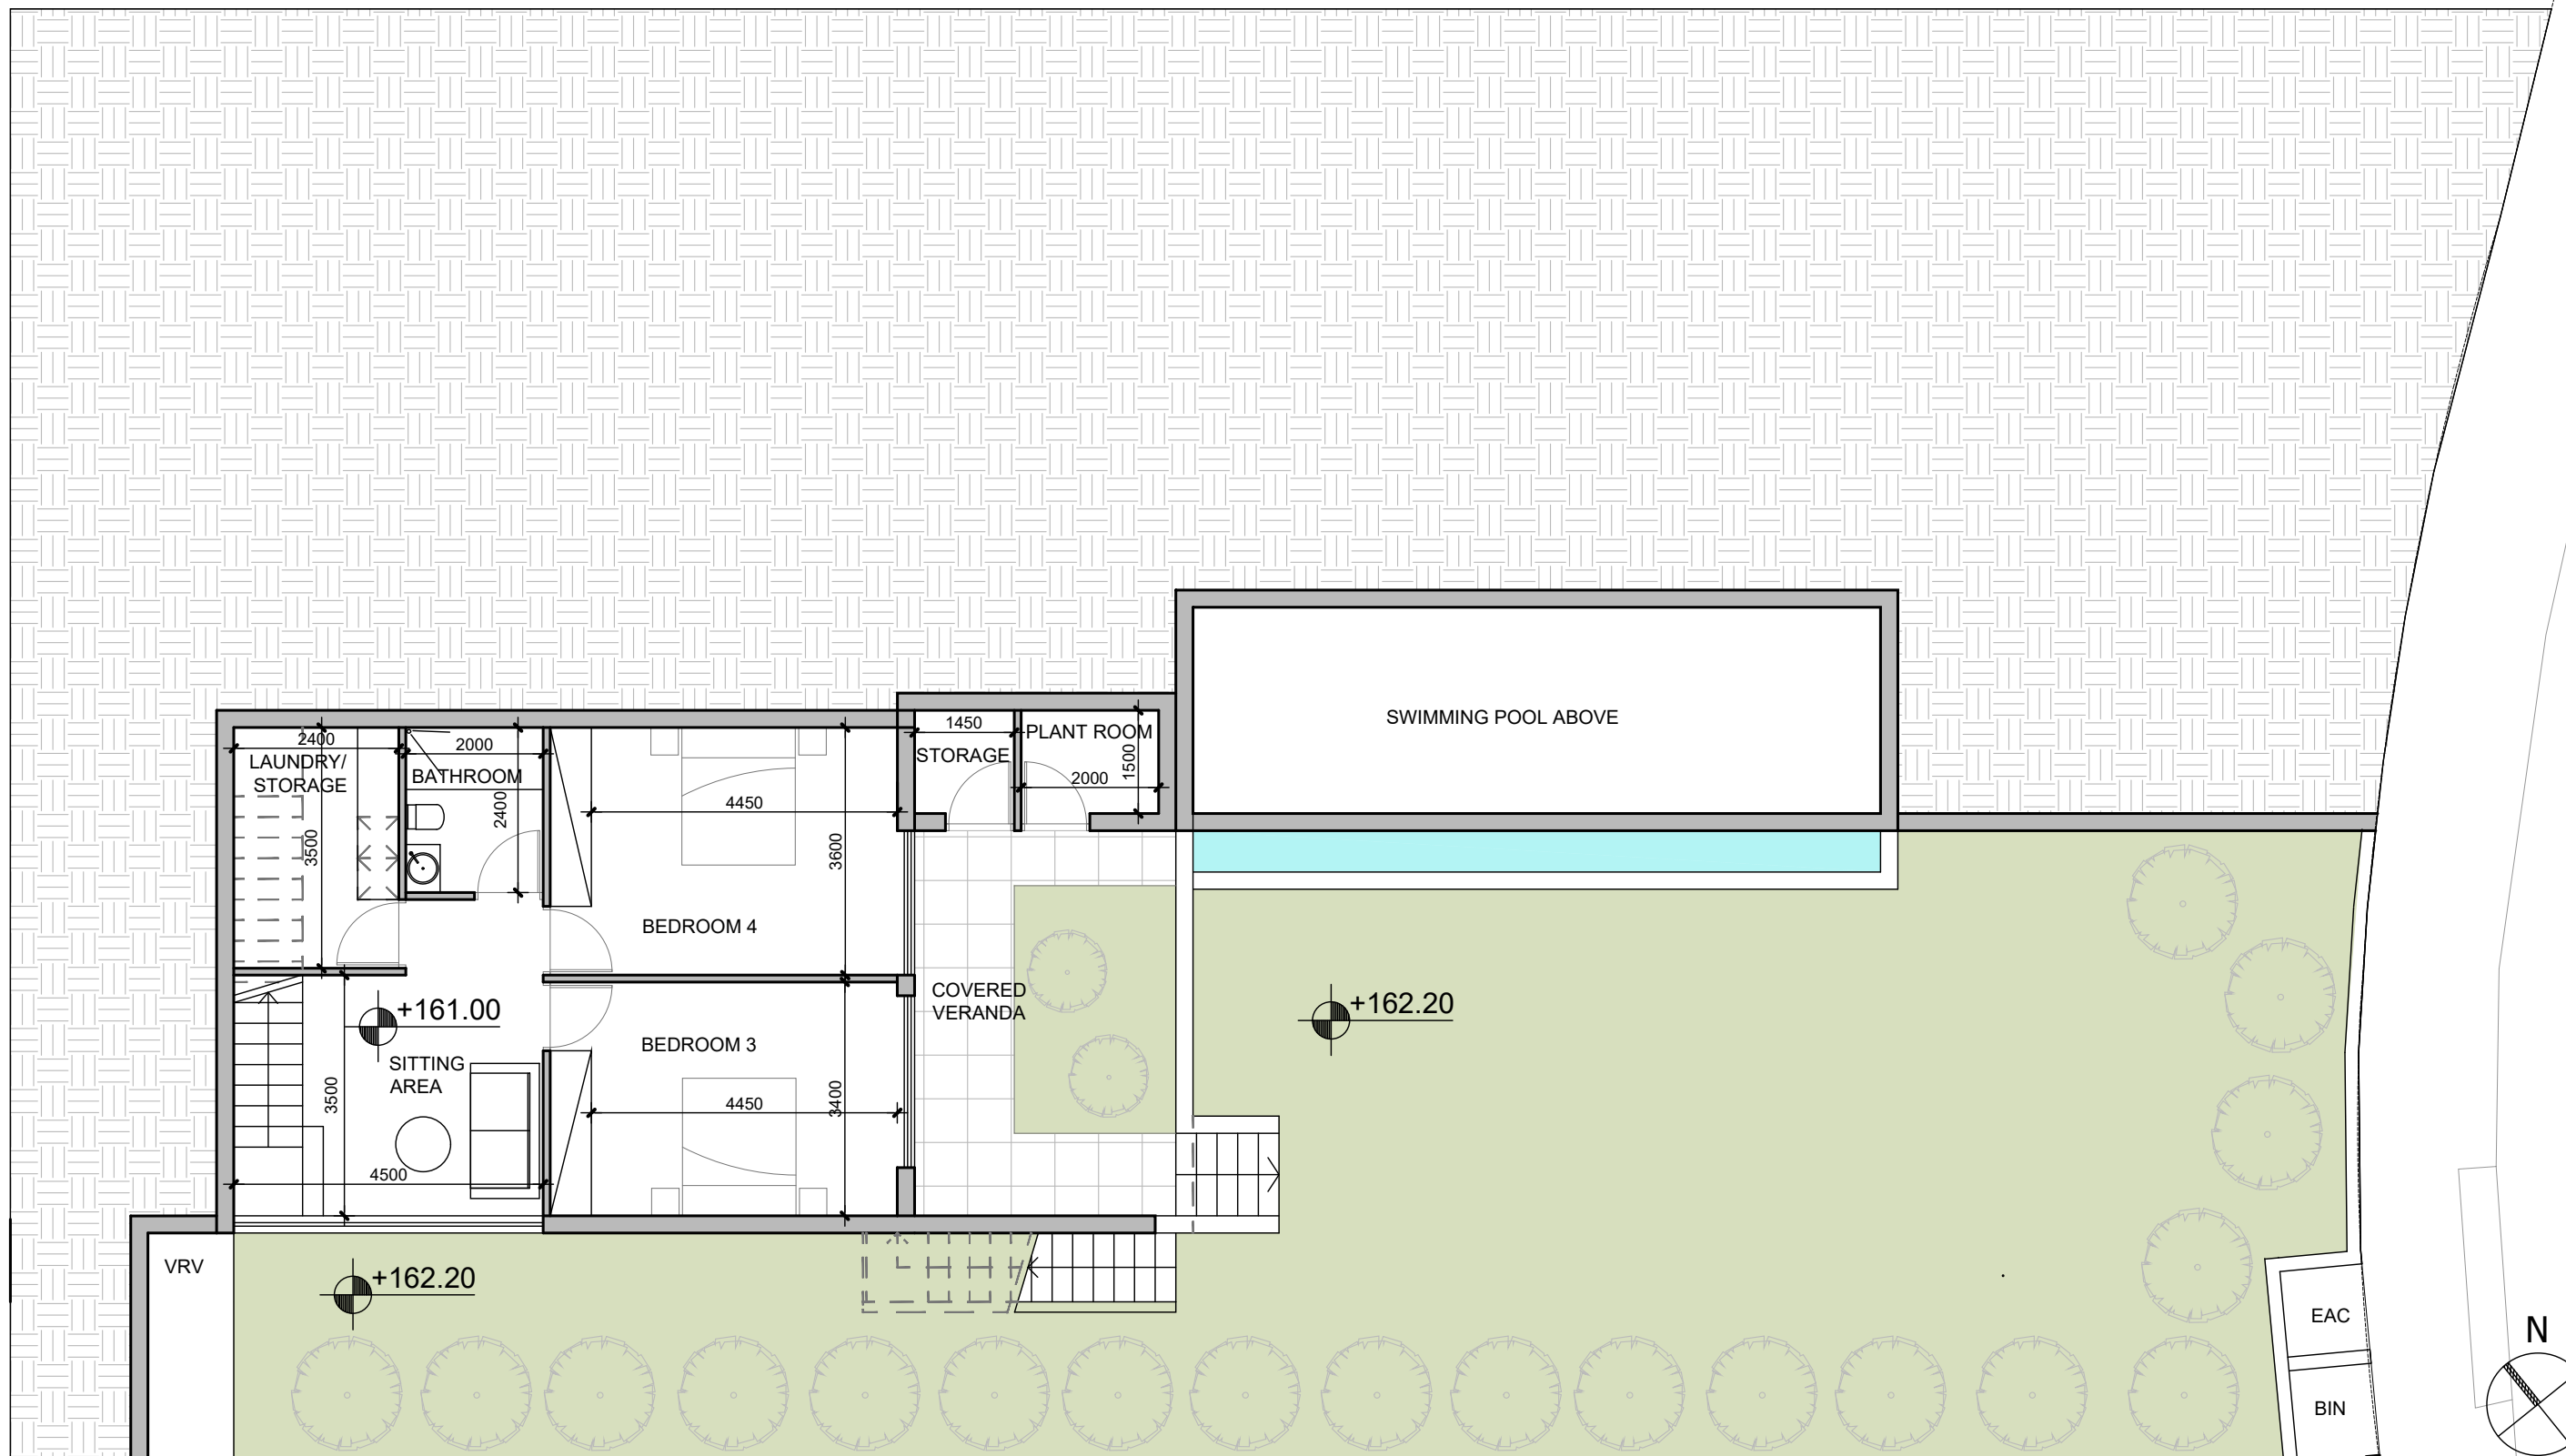 SWIMMING POOL ABOVE
1450
PLANT ROOM
STORAGE
1500
2000
2400
LAUNDRY/
STORAGE
2000
BATHROOM
2400
3500
4450
3600
BEDROOM 4
COVERED
VERANDA
+161.00
+162.20
SITTING
AREA
BEDROOM 3
3500
4450
3400
4500
VRV
+162.20
EAC
BIN
N